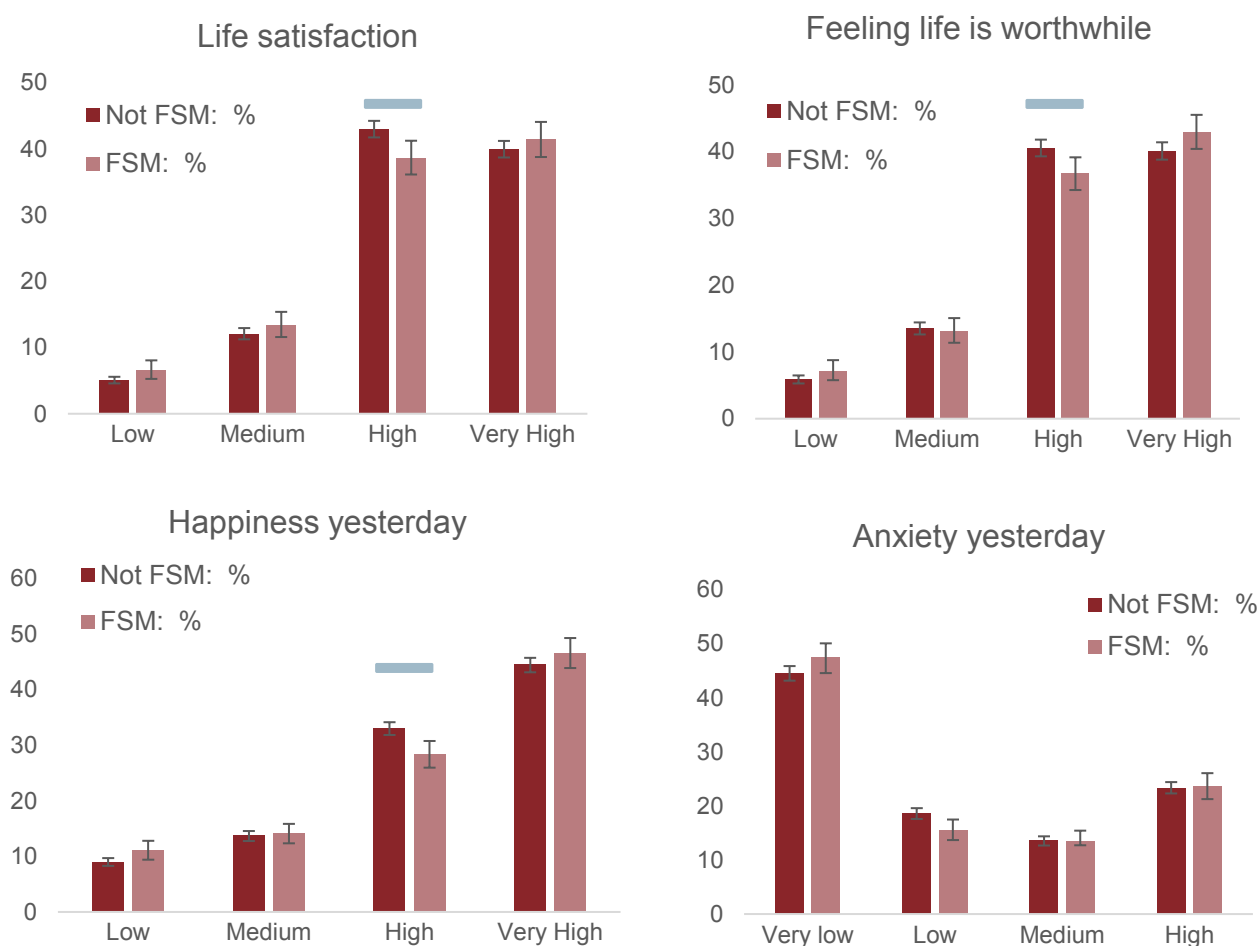 Life satisfaction
50
40
30
20
10
0
Not FSM: %
FSM: %
Low Medium High Very High
Feeling life is worthwhile
50
40
30
20
10
0
Not FSM: %
FSM: %
Low Medium High Very High
Happiness yesterday
60
50
40
30
20
10
0
Not FSM: %
FSM: %
Low Medium High Very High
Anxiety yesterday
60
50
40
30
20
10
0
Not FSM: %
FSM: %
Very low Low Medium High